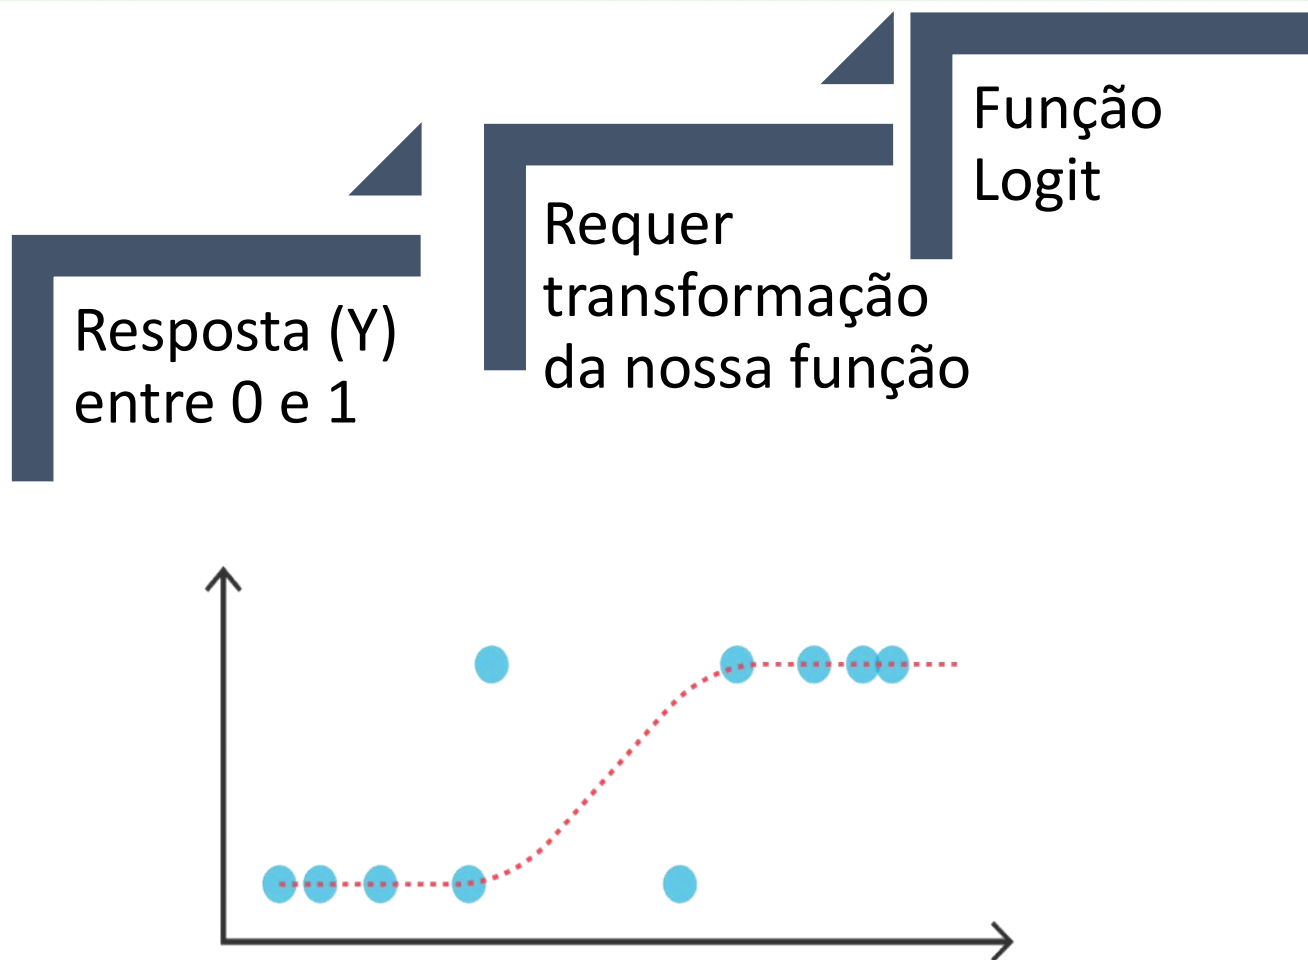 Resposta (Y)
entre 0 e 1
Requer
transformação
da nossa função
Função
Logit